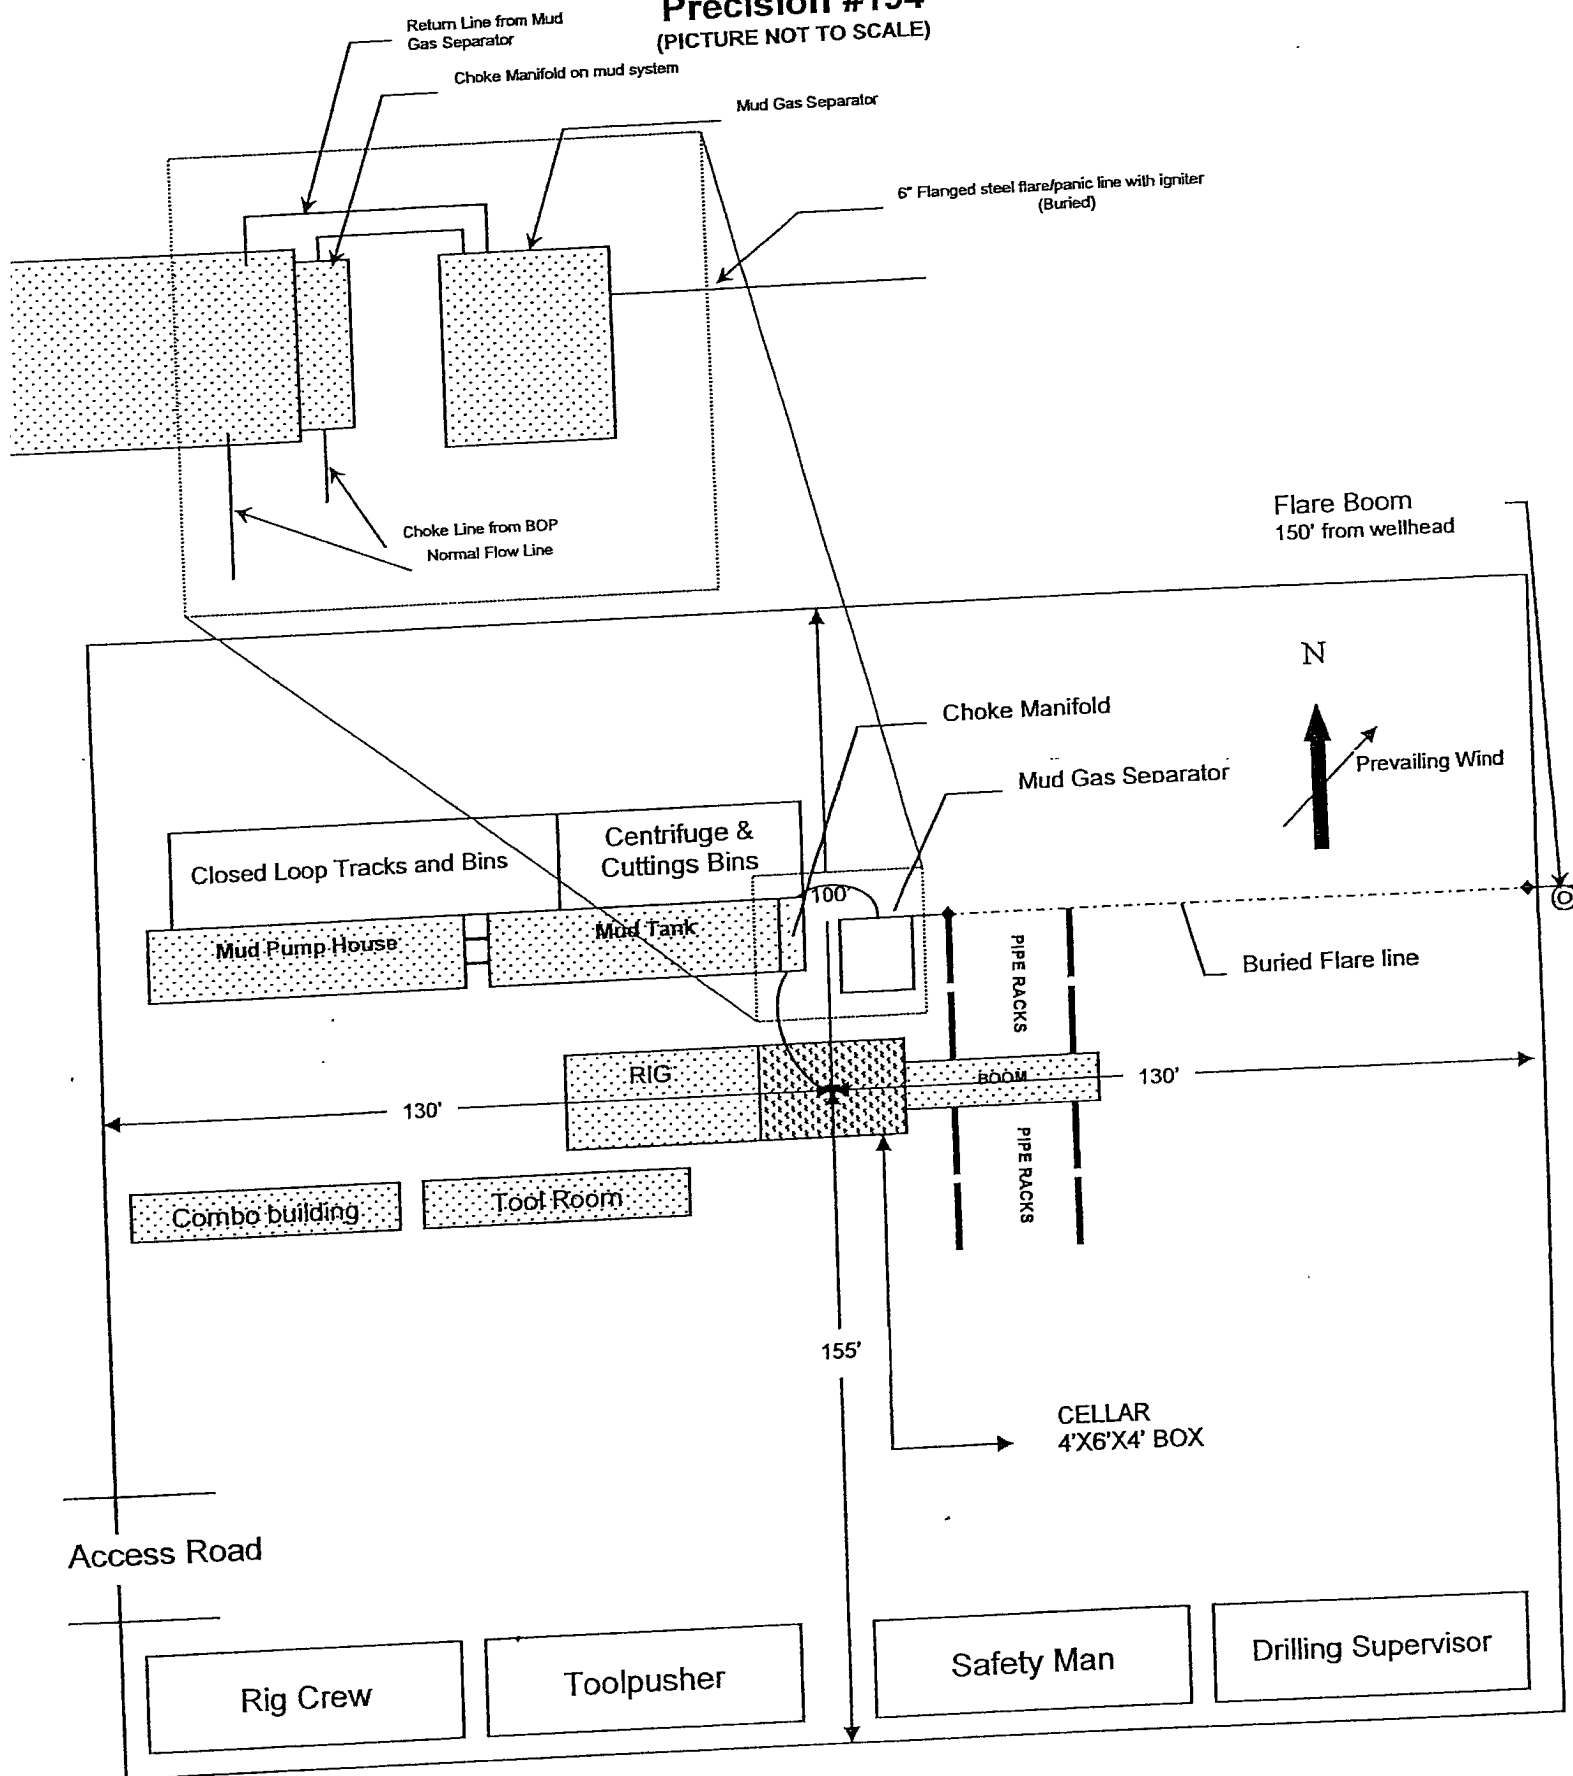 Precision #194
(PICTURE NOT TO SCALE)
Return Line from Mud
Gas Separator
Choke Manifold on mud system
Mud Gas Separator
6" Flanged steel flare/panic line with igniter
(Buried)
Choke Line from BOP
Normal Flow Line
Flare Boom
150' from wellhead
N
Prevailing Wind
Choke Manifold
Mud Gas Separator
Closed Loop Tracks and Bins
Centrifuge &
Cuttings Bins
100'
Mud Pump House
Mud Tank
PIPE RACKS
Buried Flare line
RIG
BOOM
130'
130'
PIPE RACKS
Combo building
Tool Room
155'
CELLAR
4'X6'X4' BOX
Access Road
Rig Crew
Toolpusher
Safety Man
Drilling Supervisor